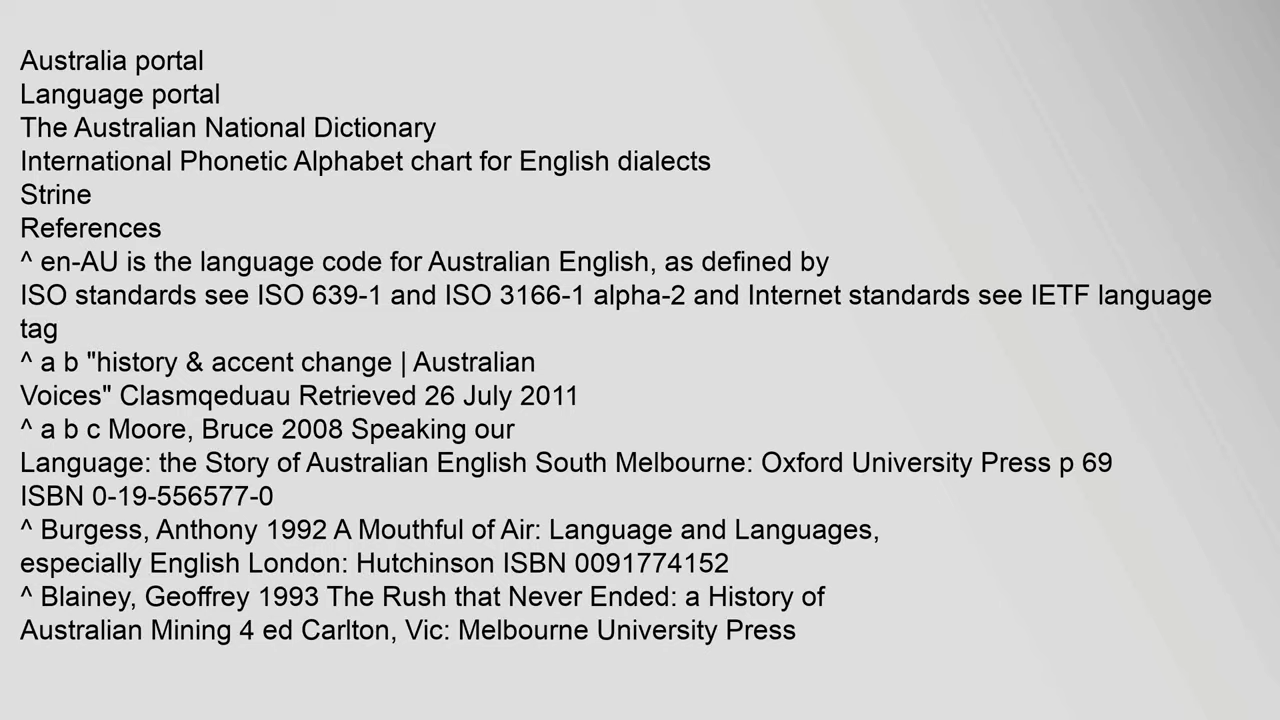 Australia portal
Language portal
The Australian National Dictionary
International Phonetic Alphabet chart for English dialects
Strine
References
^ en-AU is the language code for Australian English, as defined by
ISO standards see ISO 639-1 and ISO 3166-1 alpha-2 and Internet standards see IETF language
tag
^ a b "history & accent change | Australian
Voices" Clasmqeduau Retrieved 26 July 2011
^ a b c Moore, Bruce 2008 Speaking our
Language: the Story of Australian English South Melbourne: Oxford University Press p 69
ISBN 0-19-556577-0
^ Burgess, Anthony 1992 A Mouthful of Air: Language and Languages,
especially English London: Hutchinson ISBN 0091774152
^ Blainey, Geoffrey 1993 The Rush that Never Ended: a History of
Australian Mining 4 ed Carlton, Vic: Melbourne University Press